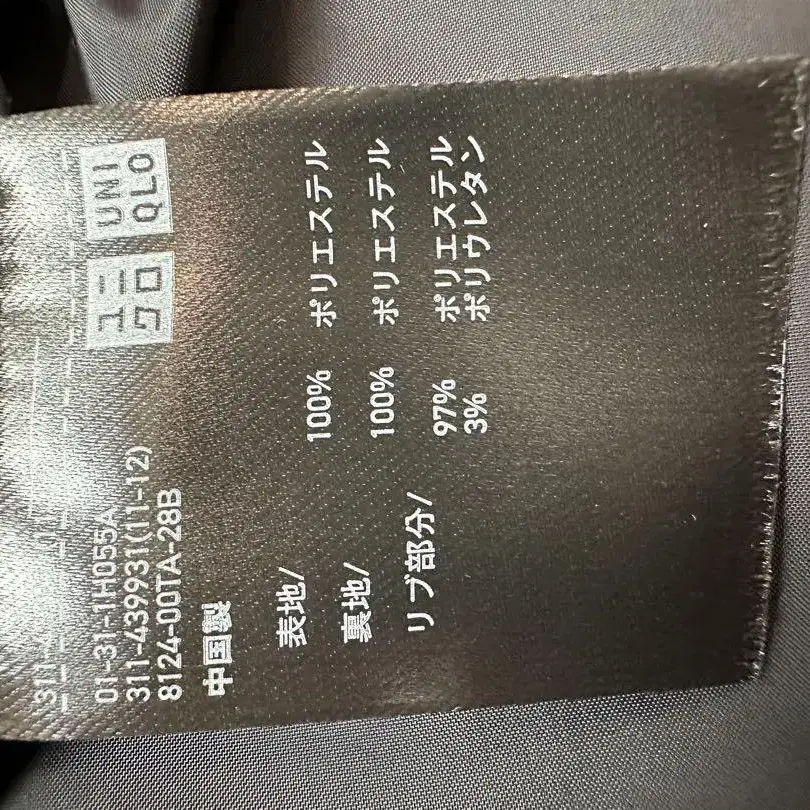 UNI
QLO
ユニ
クロ
311-4
01-31-1H055A
311-439931(11-12)
8124-00TA-28B
中国製
表地/ 100% ポリエステル
裏地/ 100% ポリエステル
リブ部分/ 97% ポリエステル
3% ポリウレタン